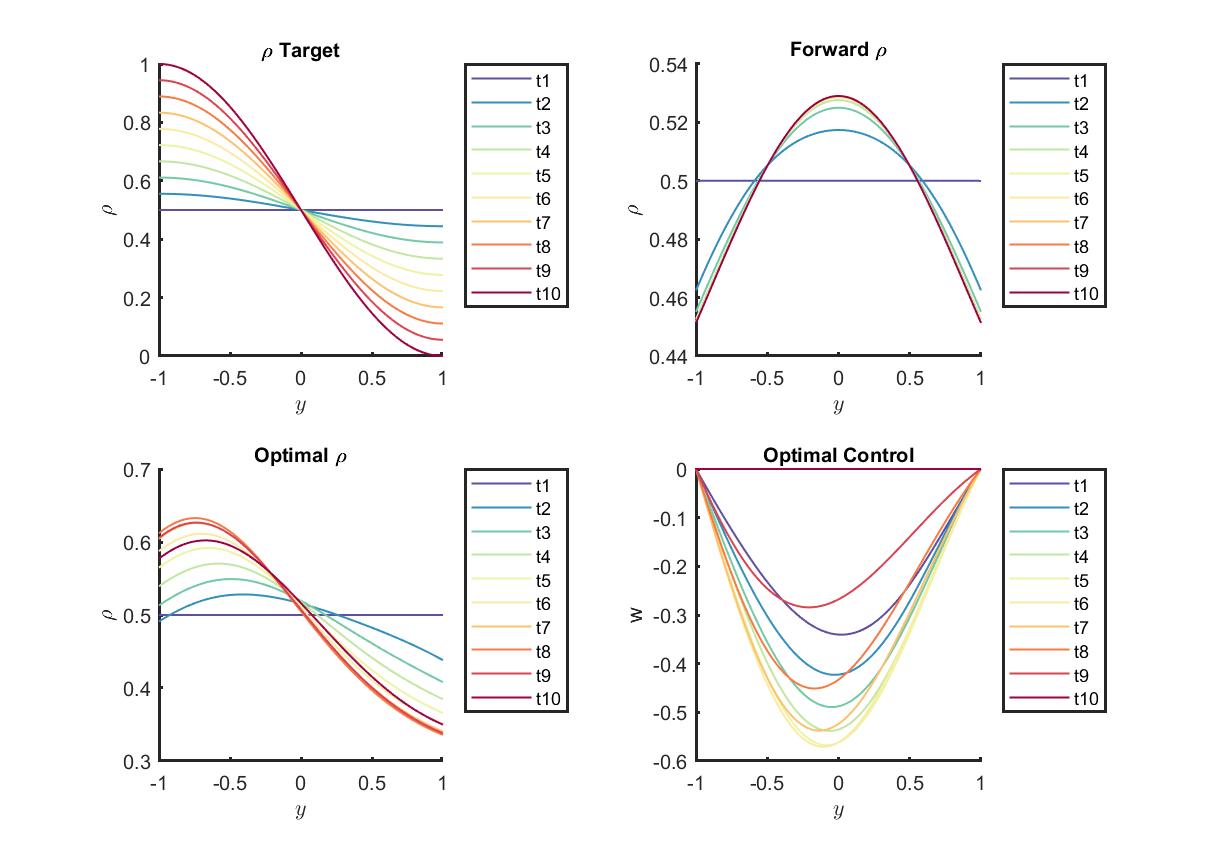 ρ Target
1
0.8
0.6
0.4
0.2
0
ρ
-1 -0.5 0 0.5 1
y
t1
t2
t3
t4
t5
t6
t7
t8
t9
t10
Forward ρ
0.54
0.52
0.5
0.48
0.46
0.44
ρ
-1 -0.5 0 0.5 1
y
t1
t2
t3
t4
t5
t6
t7
t8
t9
t10
Optimal ρ
0.7
0.6
0.5
0.4
0.3
ρ
-1 -0.5 0 0.5 1
y
t1
t2
t3
t4
t5
t6
t7
t8
t9
t10
Optimal Control
0
-0.1
-0.2
-0.3
-0.4
-0.5
-0.6
w
-1 -0.5 0 0.5 1
y
t1
t2
t3
t4
t5
t6
t7
t8
t9
t10